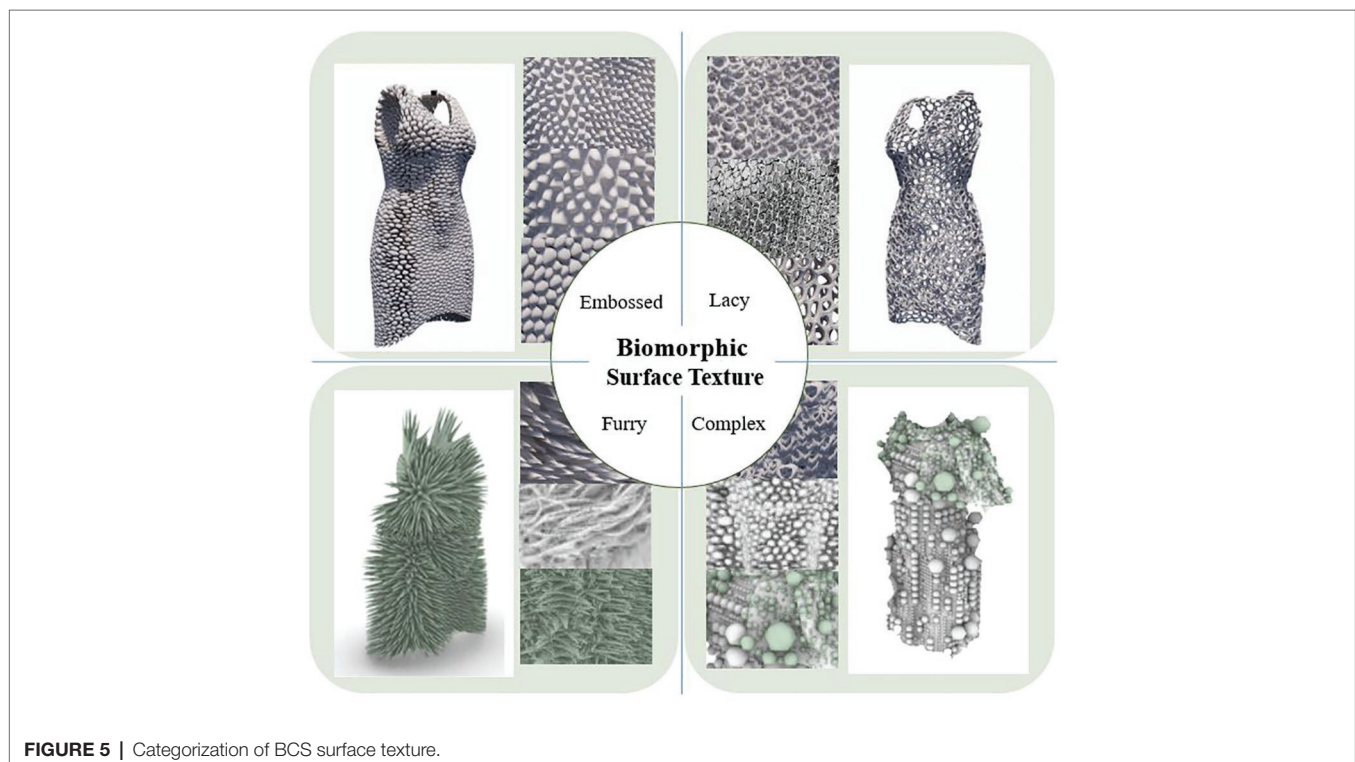 Embossed
Lacy
Biomorphic
Surface Texture
Furry
Complex
FIGURE 5 | Categorization of BCS surface texture.